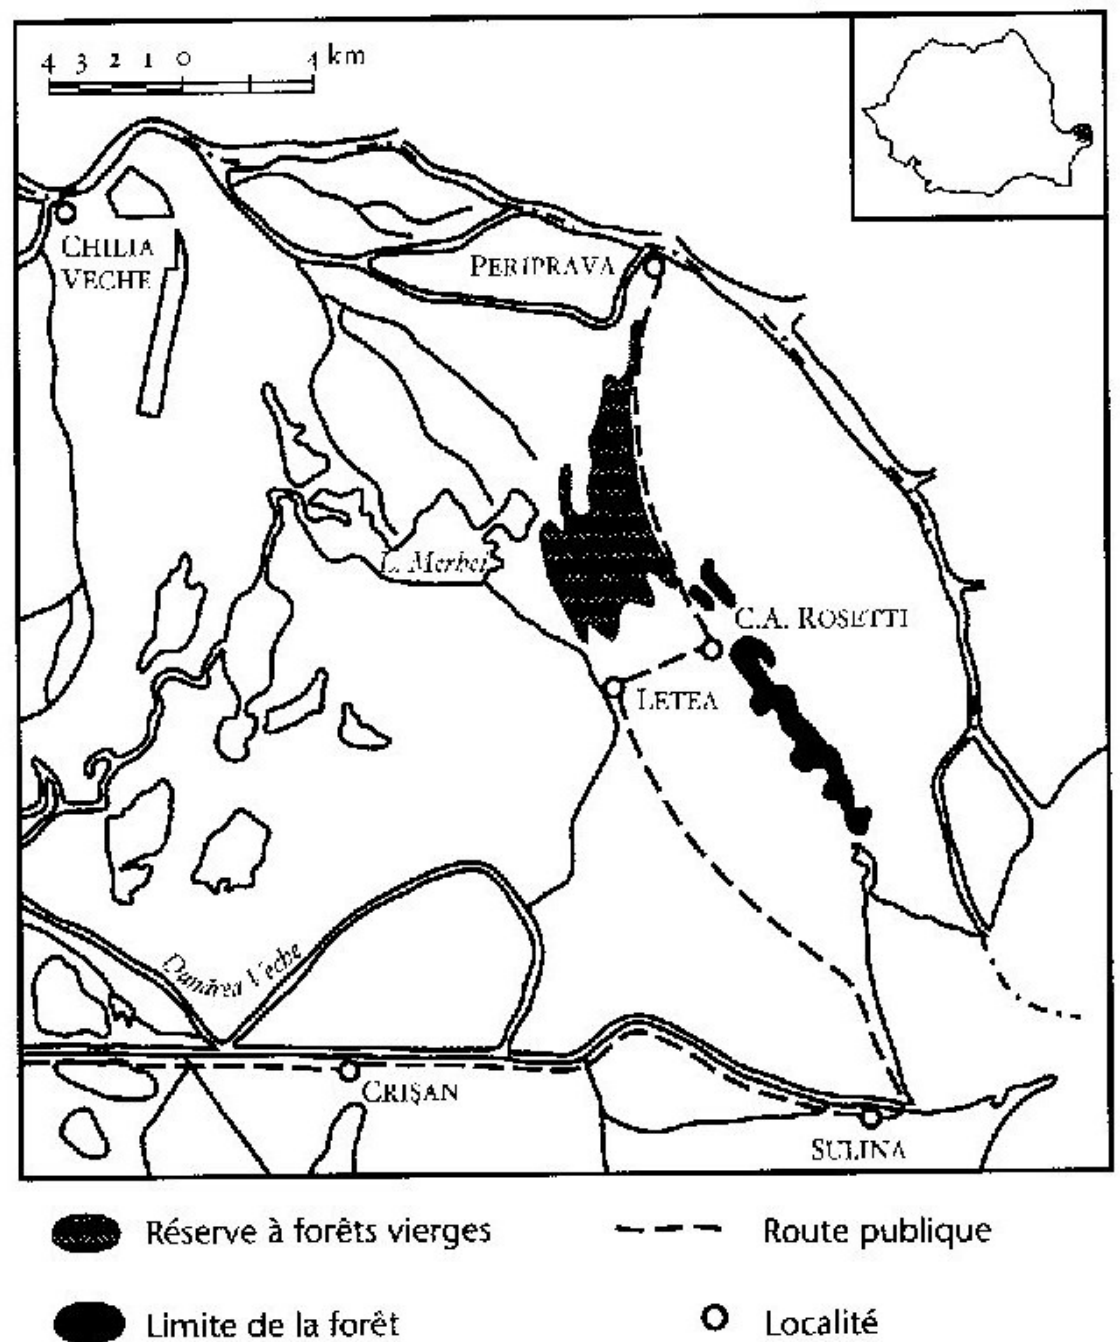 4 3 2 1 0 4 km
CHILIA
VECHE
PERIPRAVA
L. Merhei
C.A. ROSETTI
LETEA
Dunărea Veche
CRIȘAN
SULINA
Réserve à forêts vierges
Route publique
Limite de la forêt
Localité